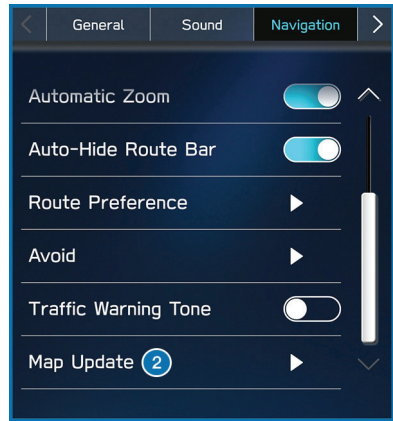 General Sound Navigation
Automatic Zoom
Auto-Hide Route Bar
Route Preference
Avoid
Traffic Warning Tone
Map Update 2